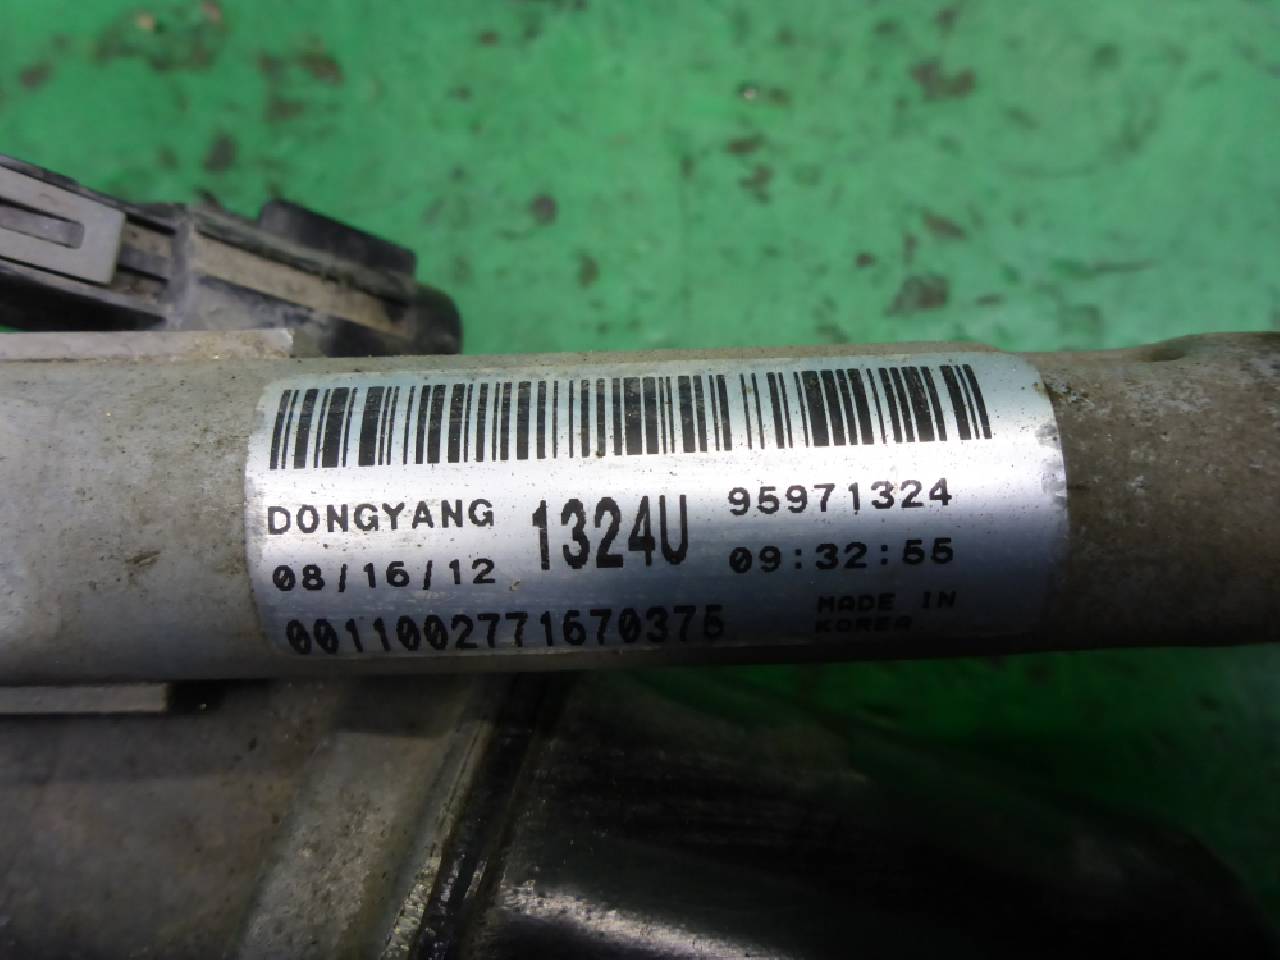 DONGYANG 1324U 95971324
08/16/12 09:32:55
0011002771670375 MADE IN
KOREA